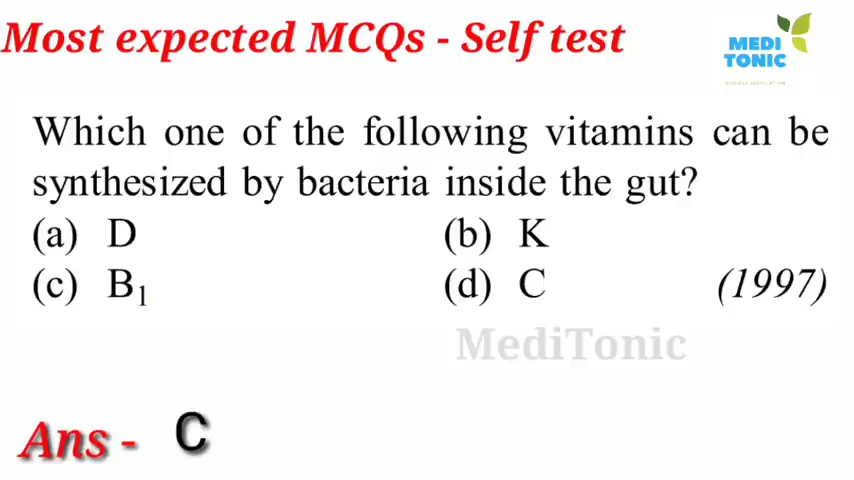 Most expected MCQs - Self test
MEDI
TONIC
Which one of the following vitamins can be
synthesized by bacteria inside the gut?
(a) D (b) K
(c) B₁ (d) C (1997)
MediTonic
Ans - C